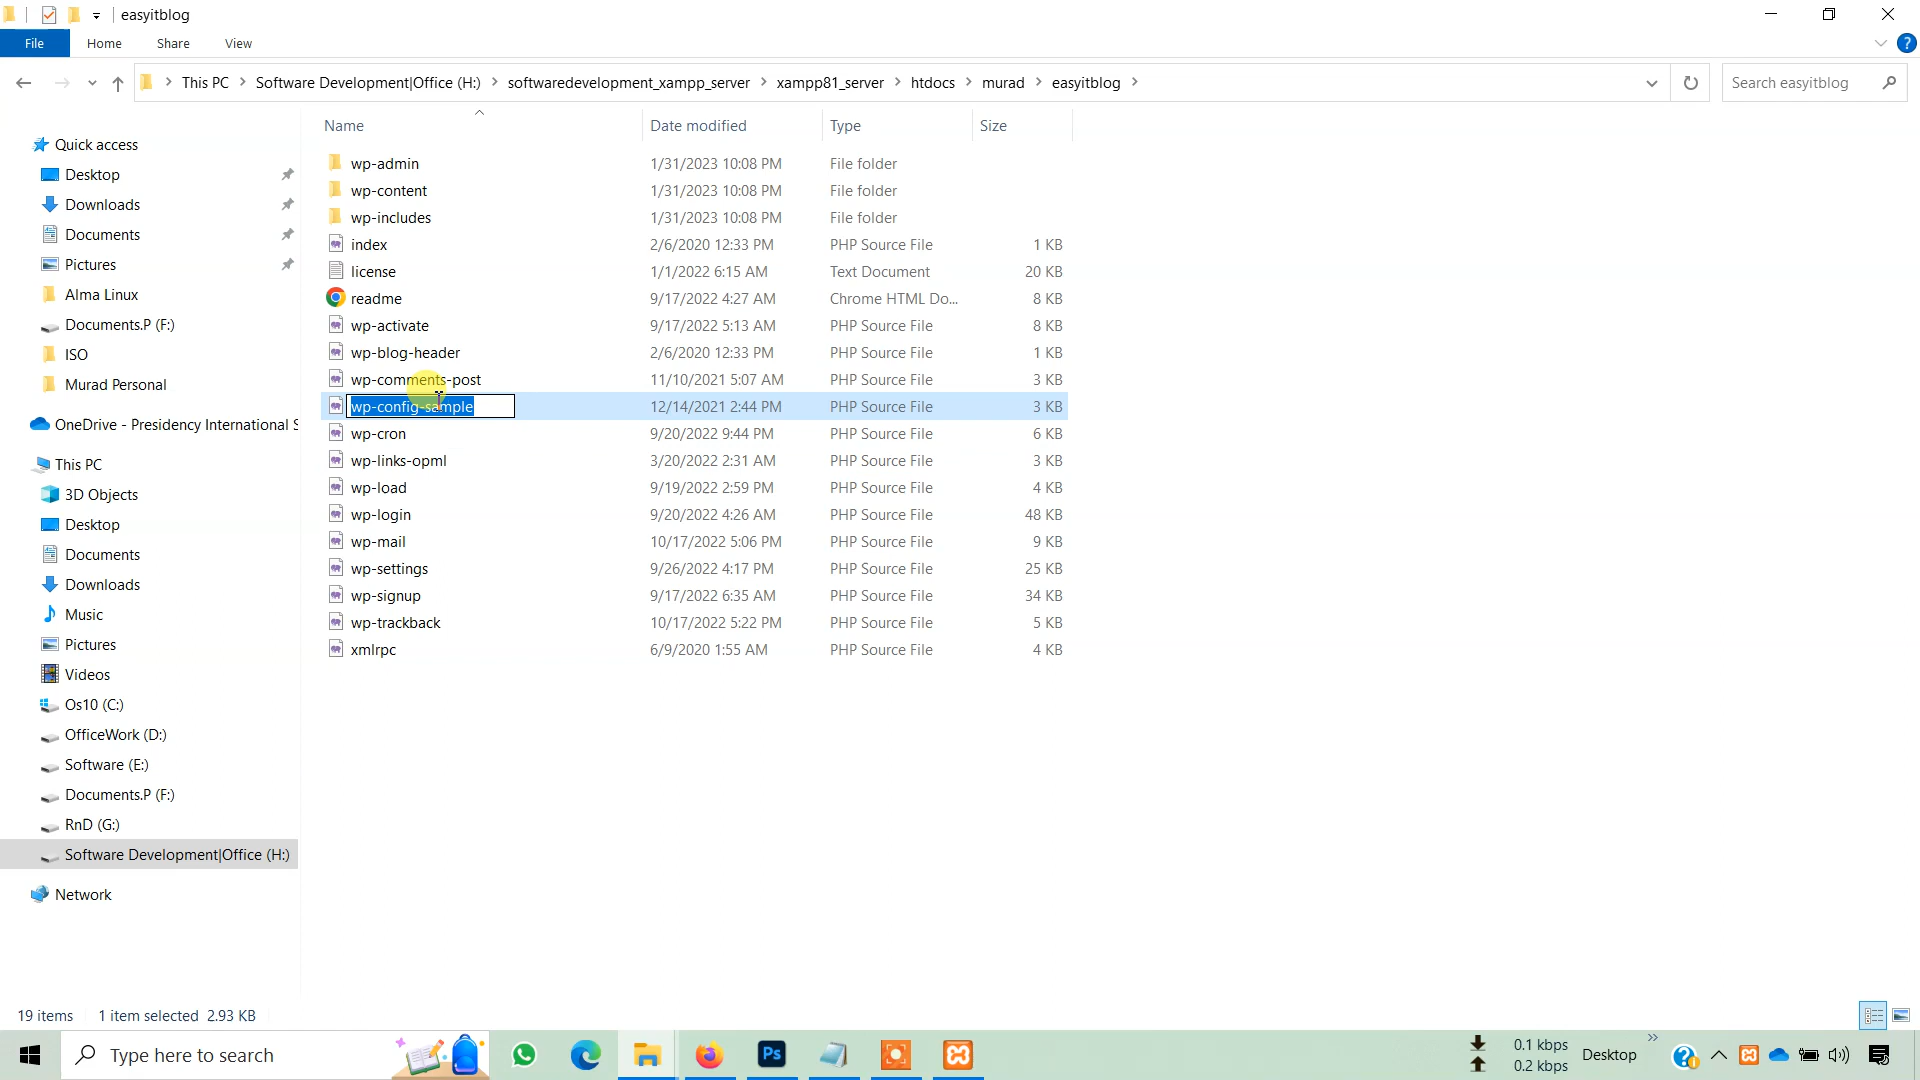 easyitblog
File Home Share View
This PC Software Development|Office (H:) softwaredevelopment_xampp_server xampp81_server htdocs murad easyitblog
Search easyitblog
Name Date modified Type Size
wp-admin 1/31/2023 10:08 PM File folder
wp-content 1/31/2023 10:08 PM File folder
wp-includes 1/31/2023 10:08 PM File folder
index 2/6/2020 12:33 PM PHP Source File 1 KB
license 1/1/2022 6:15 AM Text Document 20 KB
readme 9/17/2022 4:27 AM Chrome HTML Do... 8 KB
wp-activate 9/17/2022 5:13 AM PHP Source File 8 KB
wp-blog-header 2/6/2020 12:33 PM PHP Source File 1 KB
wp-comments-post 11/10/2021 5:07 AM PHP Source File 3 KB
wp-config-sample 12/14/2021 2:44 PM PHP Source File 3 KB
wp-cron 9/20/2022 9:44 PM PHP Source File 6 KB
wp-links-opml 3/20/2022 2:31 AM PHP Source File 3 KB
wp-load 9/19/2022 2:59 PM PHP Source File 4 KB
wp-login 9/20/2022 4:26 AM PHP Source File 48 KB
wp-mail 10/17/2022 5:06 PM PHP Source File 9 KB
wp-settings 9/26/2022 4:17 PM PHP Source File 25 KB
wp-signup 9/17/2022 6:35 AM PHP Source File 34 KB
wp-trackback 10/17/2022 5:22 PM PHP Source File 5 KB
xmlrpc 6/9/2020 1:55 AM PHP Source File 4 KB
Quick access
Desktop
Downloads
Documents
Pictures
Alma Linux
Documents.P (F:)
ISO
Murad Personal
OneDrive - Presidency International S
This PC
3D Objects
Desktop
Documents
Downloads
Music
Pictures
Videos
Os10 (C:)
OfficeWork (D:)
Software (E:)
Documents.P (F:)
RnD (G:)
Software Development|Office (H:)
Network
19 items 1 item selected 2.93 KB
Type here to search
Ps
0.1 kbps
0.2 kbps
Desktop